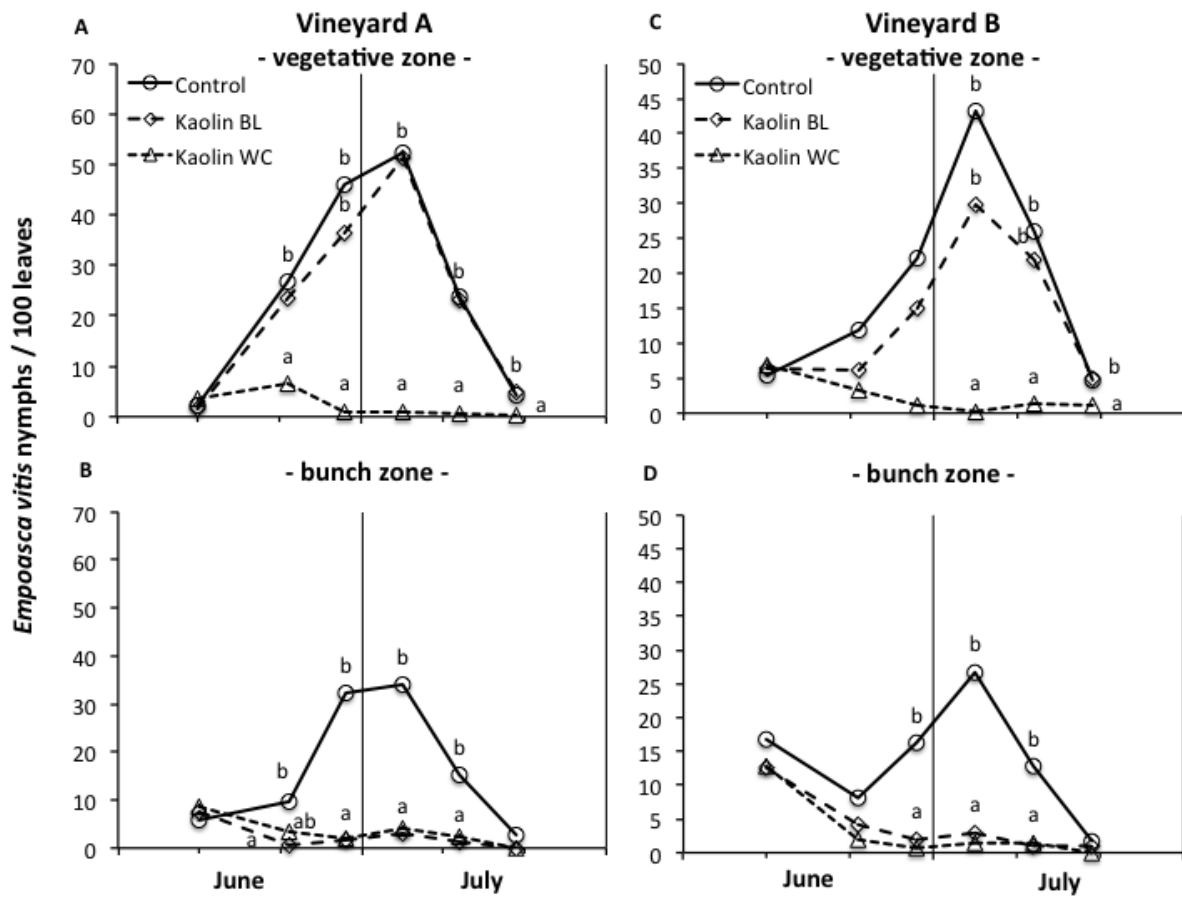 Empoasca vitis nymphs / 100 leaves
A
Vineyard A
- vegetative zone -
70
60
50
40
30
20
10
0
Control
Kaolin BL
Kaolin WC
b
b
b
b
b
b
a
a
a
a
a
B
- bunch zone -
70
60
50
40
30
20
10
0
b
b
b
b
a
ab
a
a
a
June
July
C
Vineyard B
- vegetative zone -
50
45
40
35
30
25
20
15
10
5
0
Control
Kaolin BL
Kaolin WC
b
b
b
b
b
a
a
a
D
- bunch zone -
50
45
40
35
30
25
20
15
10
5
0
b
b
b
a
a
a
June
July